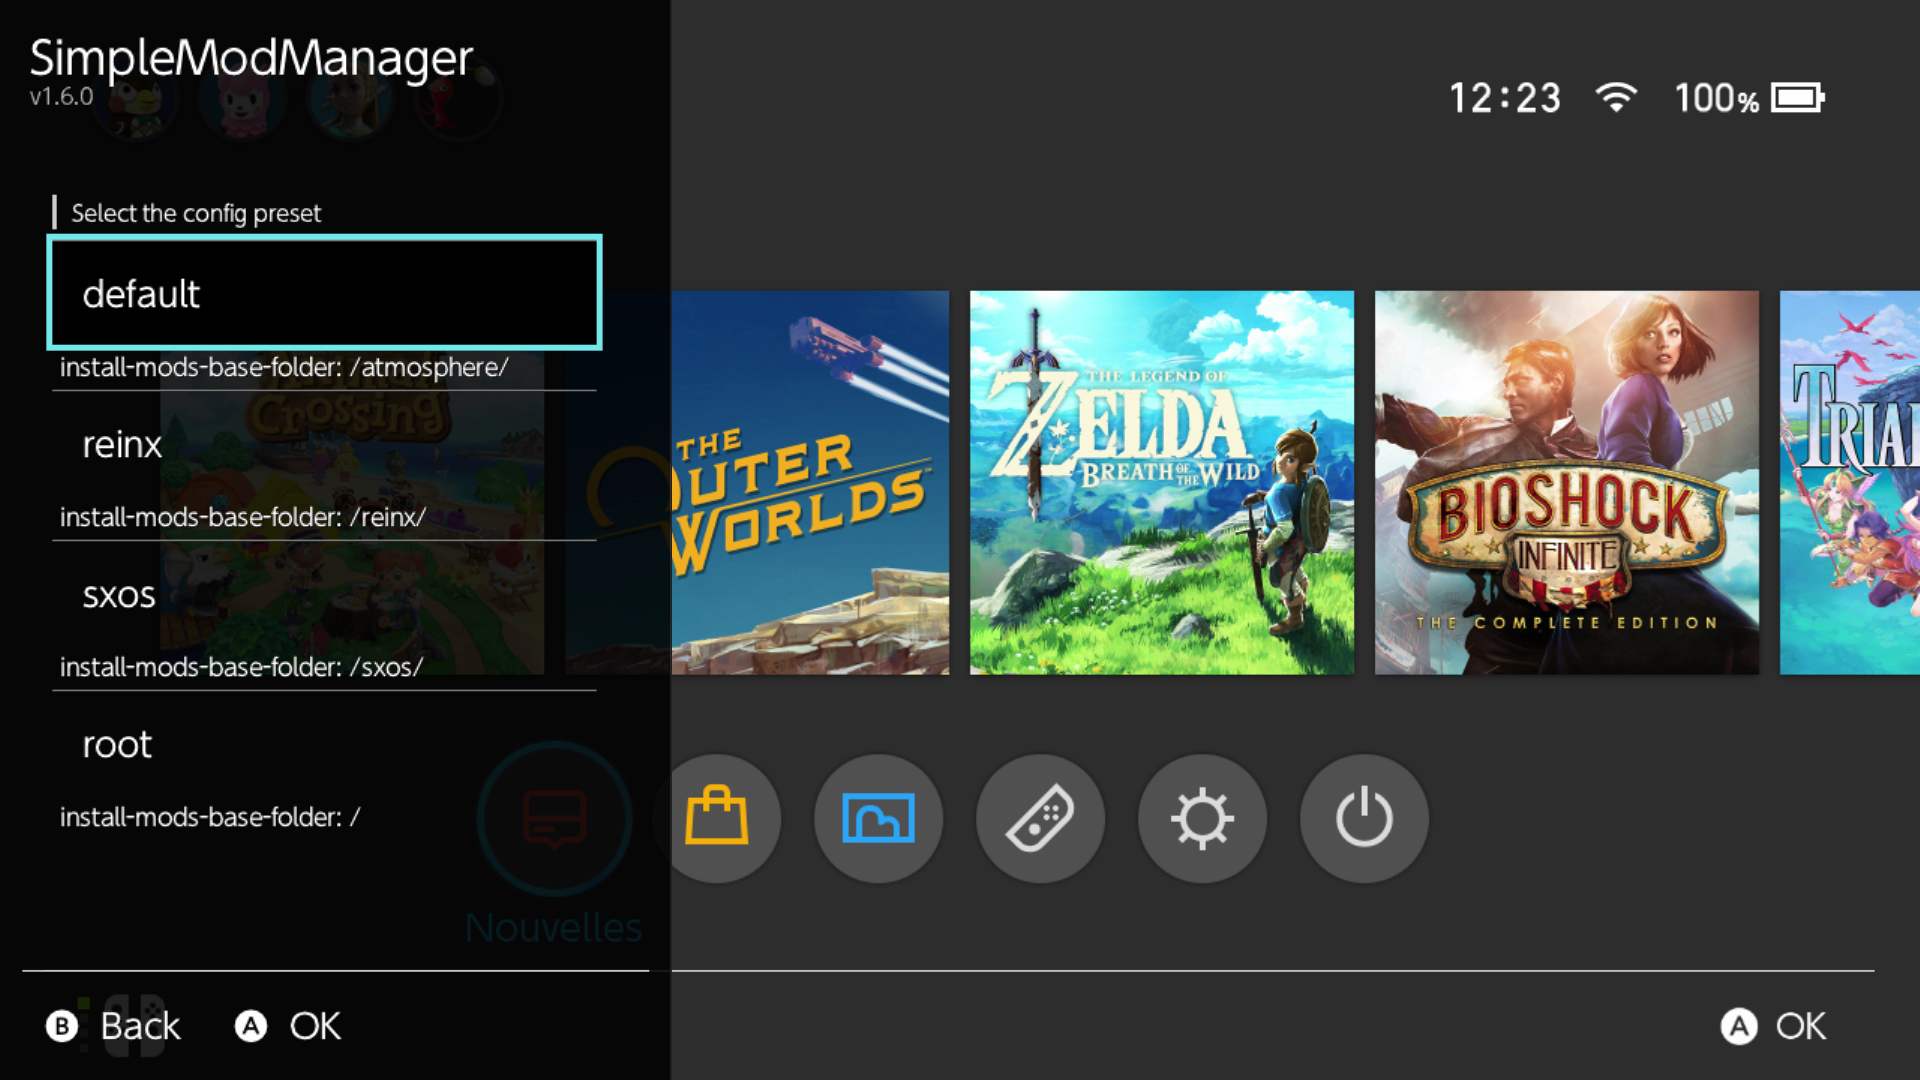 SimpleModManager
v1.6.0
12:23
100%
Select the config preset
default
install-mods-base-folder: /atmosphere/
reinx
install-mods-base-folder: /reinx/
sxos
install-mods-base-folder: /sxos/
root
install-mods-base-folder: /
Crossing
THE
OUTER
WORLDS
THE LEGEND OF
ZELDA
BREATH OF THE WILD
BIOSHOCK
INFINITE
THE COMPLETE EDITION
TRIA
Nouvelles
B Back
A OK
A OK